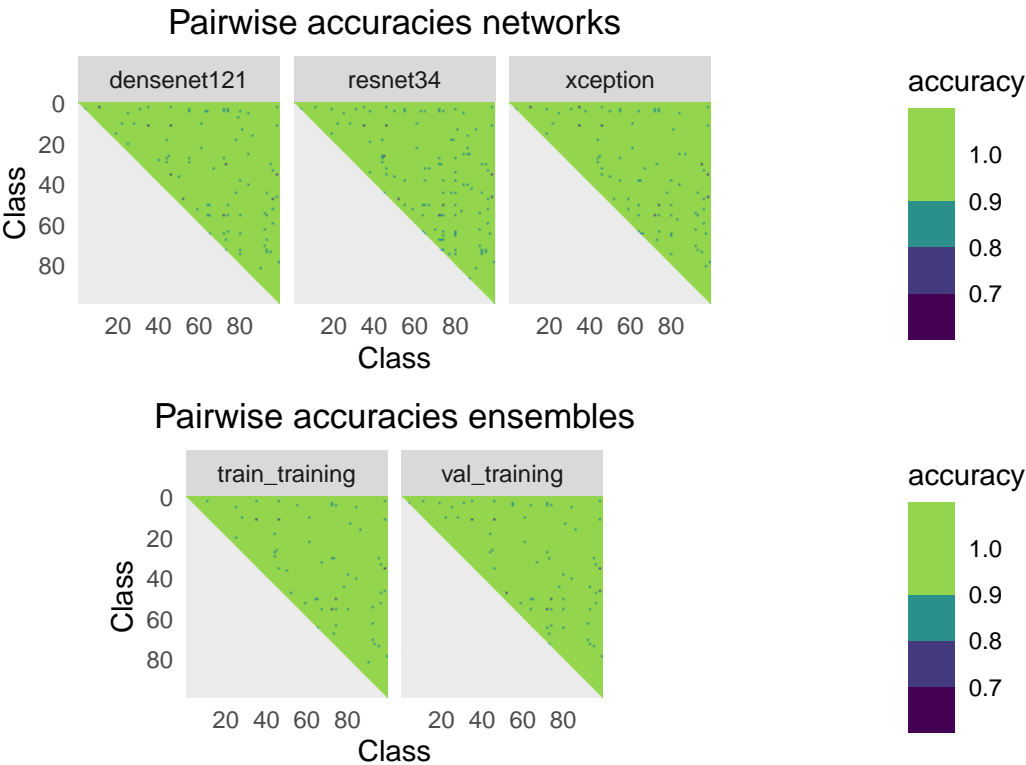 Pairwise accuracies networks
densenet121 resnet34 xception
accuracy
0
20
40
60
80
Class
20 40 60 80 20 40 60 80 20 40 60 80
Class
1.0
0.9
0.8
0.7
Pairwise accuracies ensembles
train_training val_training
accuracy
0
20
40
60
80
Class
20 40 60 80 20 40 60 80
Class
1.0
0.9
0.8
0.7